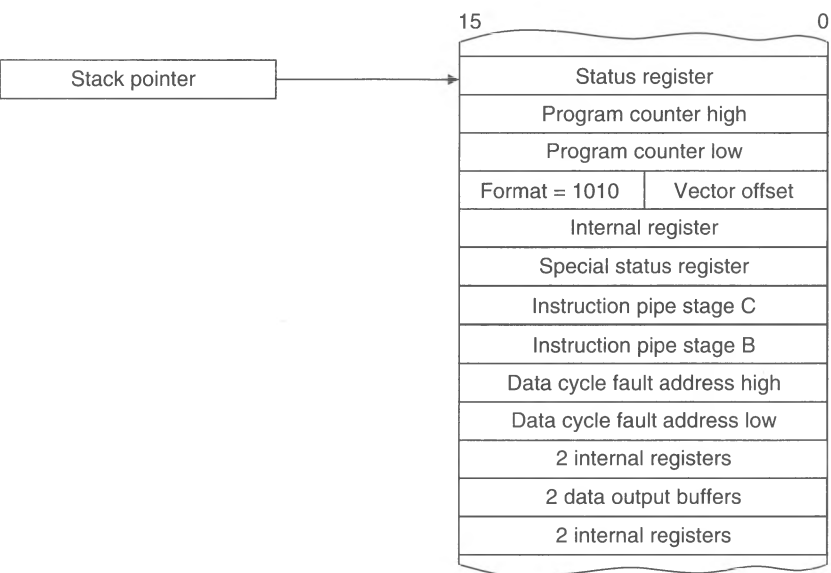 15 0
Stack pointer
Status register
Program counter high
Program counter low
Format = 1010 Vector offset
Internal register
Special status register
Instruction pipe stage C
Instruction pipe stage B
Data cycle fault address high
Data cycle fault address low
2 internal registers
2 data output buffers
2 internal registers